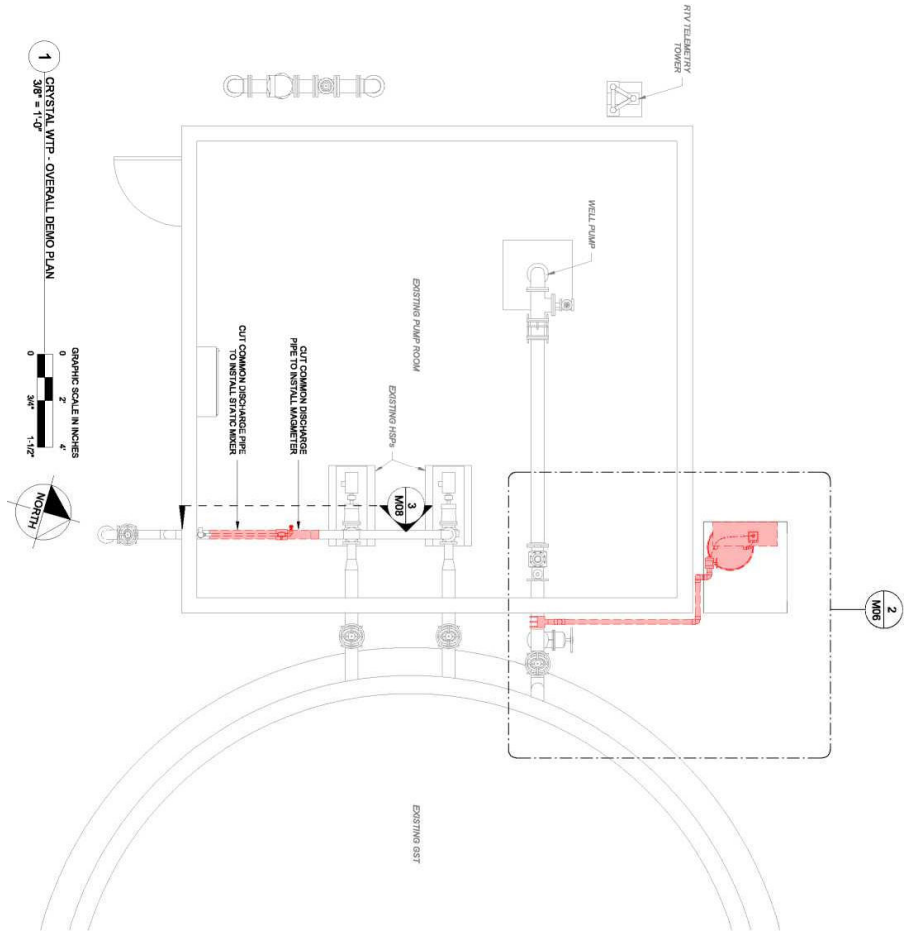 RTV TELEMETRY
TOWER
WELL PUMP
EXISTING PUMP ROOM
EXISTING HSPs
CUT COMMON DISCHARGE
PIPE TO INSTALL MAGMETER
CUT COMMON DISCHARGE PIPE
TO INSTALL STATIC MIXER
3
M08
2
M06
EXISTING GST
1
CRYSTAL WTP - OVERALL DEMO PLAN
3/8" = 1'-0"
GRAPHIC SCALE IN INCHES
0 2' 4'
0 3/4" 1-1/2"
NORTH